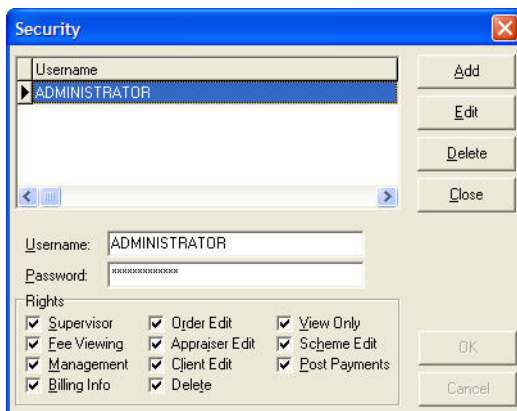 Security
Username
ADMINISTRATOR
Add
Edit
Delete
Close
Username: ADMINISTRATOR
Password: *************
Rights
Supervisor Order Edit View Only
Fee Viewing Appraiser Edit Scheme Edit
Management Client Edit Post Payments
Billing Info Delete
OK
Cancel